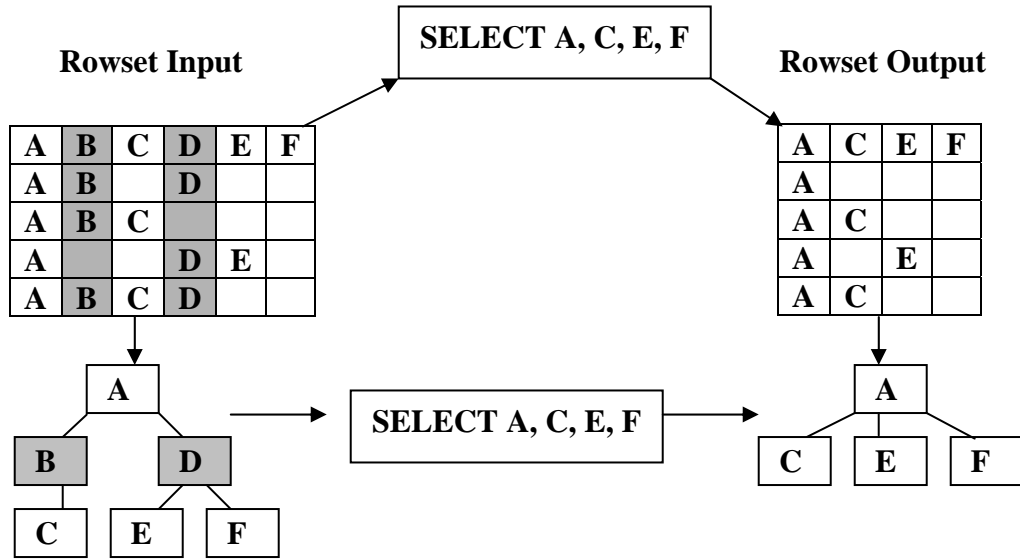 SELECT A, C, E, F
Rowset Input
Rowset Output
A B C D E F
A B D
A B C
A D E
A B C D
A C E F
A
A C
A E
A C
A
B D
C E F
SELECT A, C, E, F
A
C E F